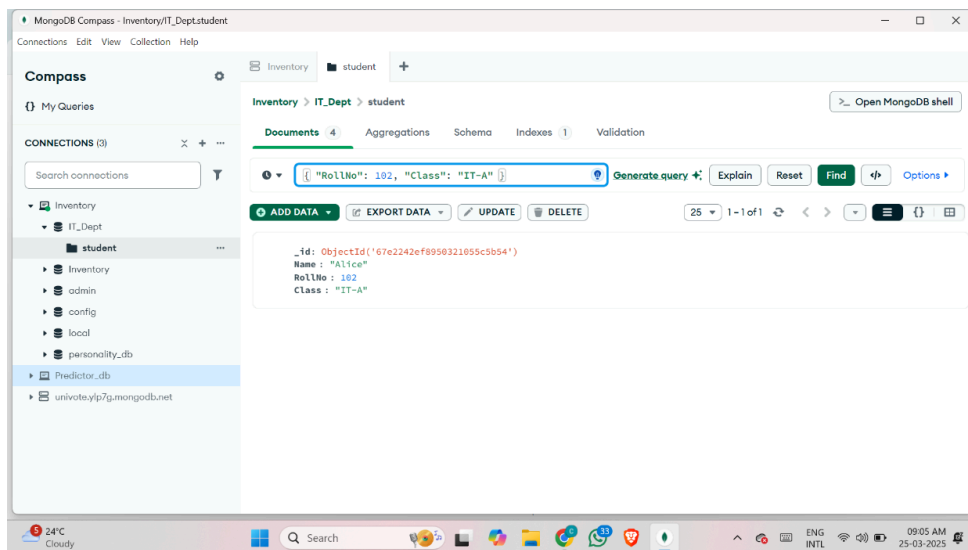 MongoDB Compass - Inventory/IT_Dept.student
Connections Edit View Collection Help
Compass
{} My Queries
CONNECTIONS (3)
Search connections
Inventory
IT_Dept
student
Inventory
admin
config
local
personality_db
Predictor_db
univote.ylp7g.mongodb.net
Inventory student
Inventory > IT_Dept > student
>_ Open MongoDB shell
Documents 4 Aggregations Schema Indexes 1 Validation
{ "RollNo": 102, "Class": "IT-A" }
Generate query Explain Reset Find </> Options
ADD DATA EXPORT DATA UPDATE DELETE
25 1-1 of 1 {}
_id: ObjectId('67e2242ef8950321055c5b54')
Name : "Alice"
RollNo : 102
Class : "IT-A"
5 24°C
Cloudy
Search
33
ENG
INTL
09:05 AM
25-03-2025